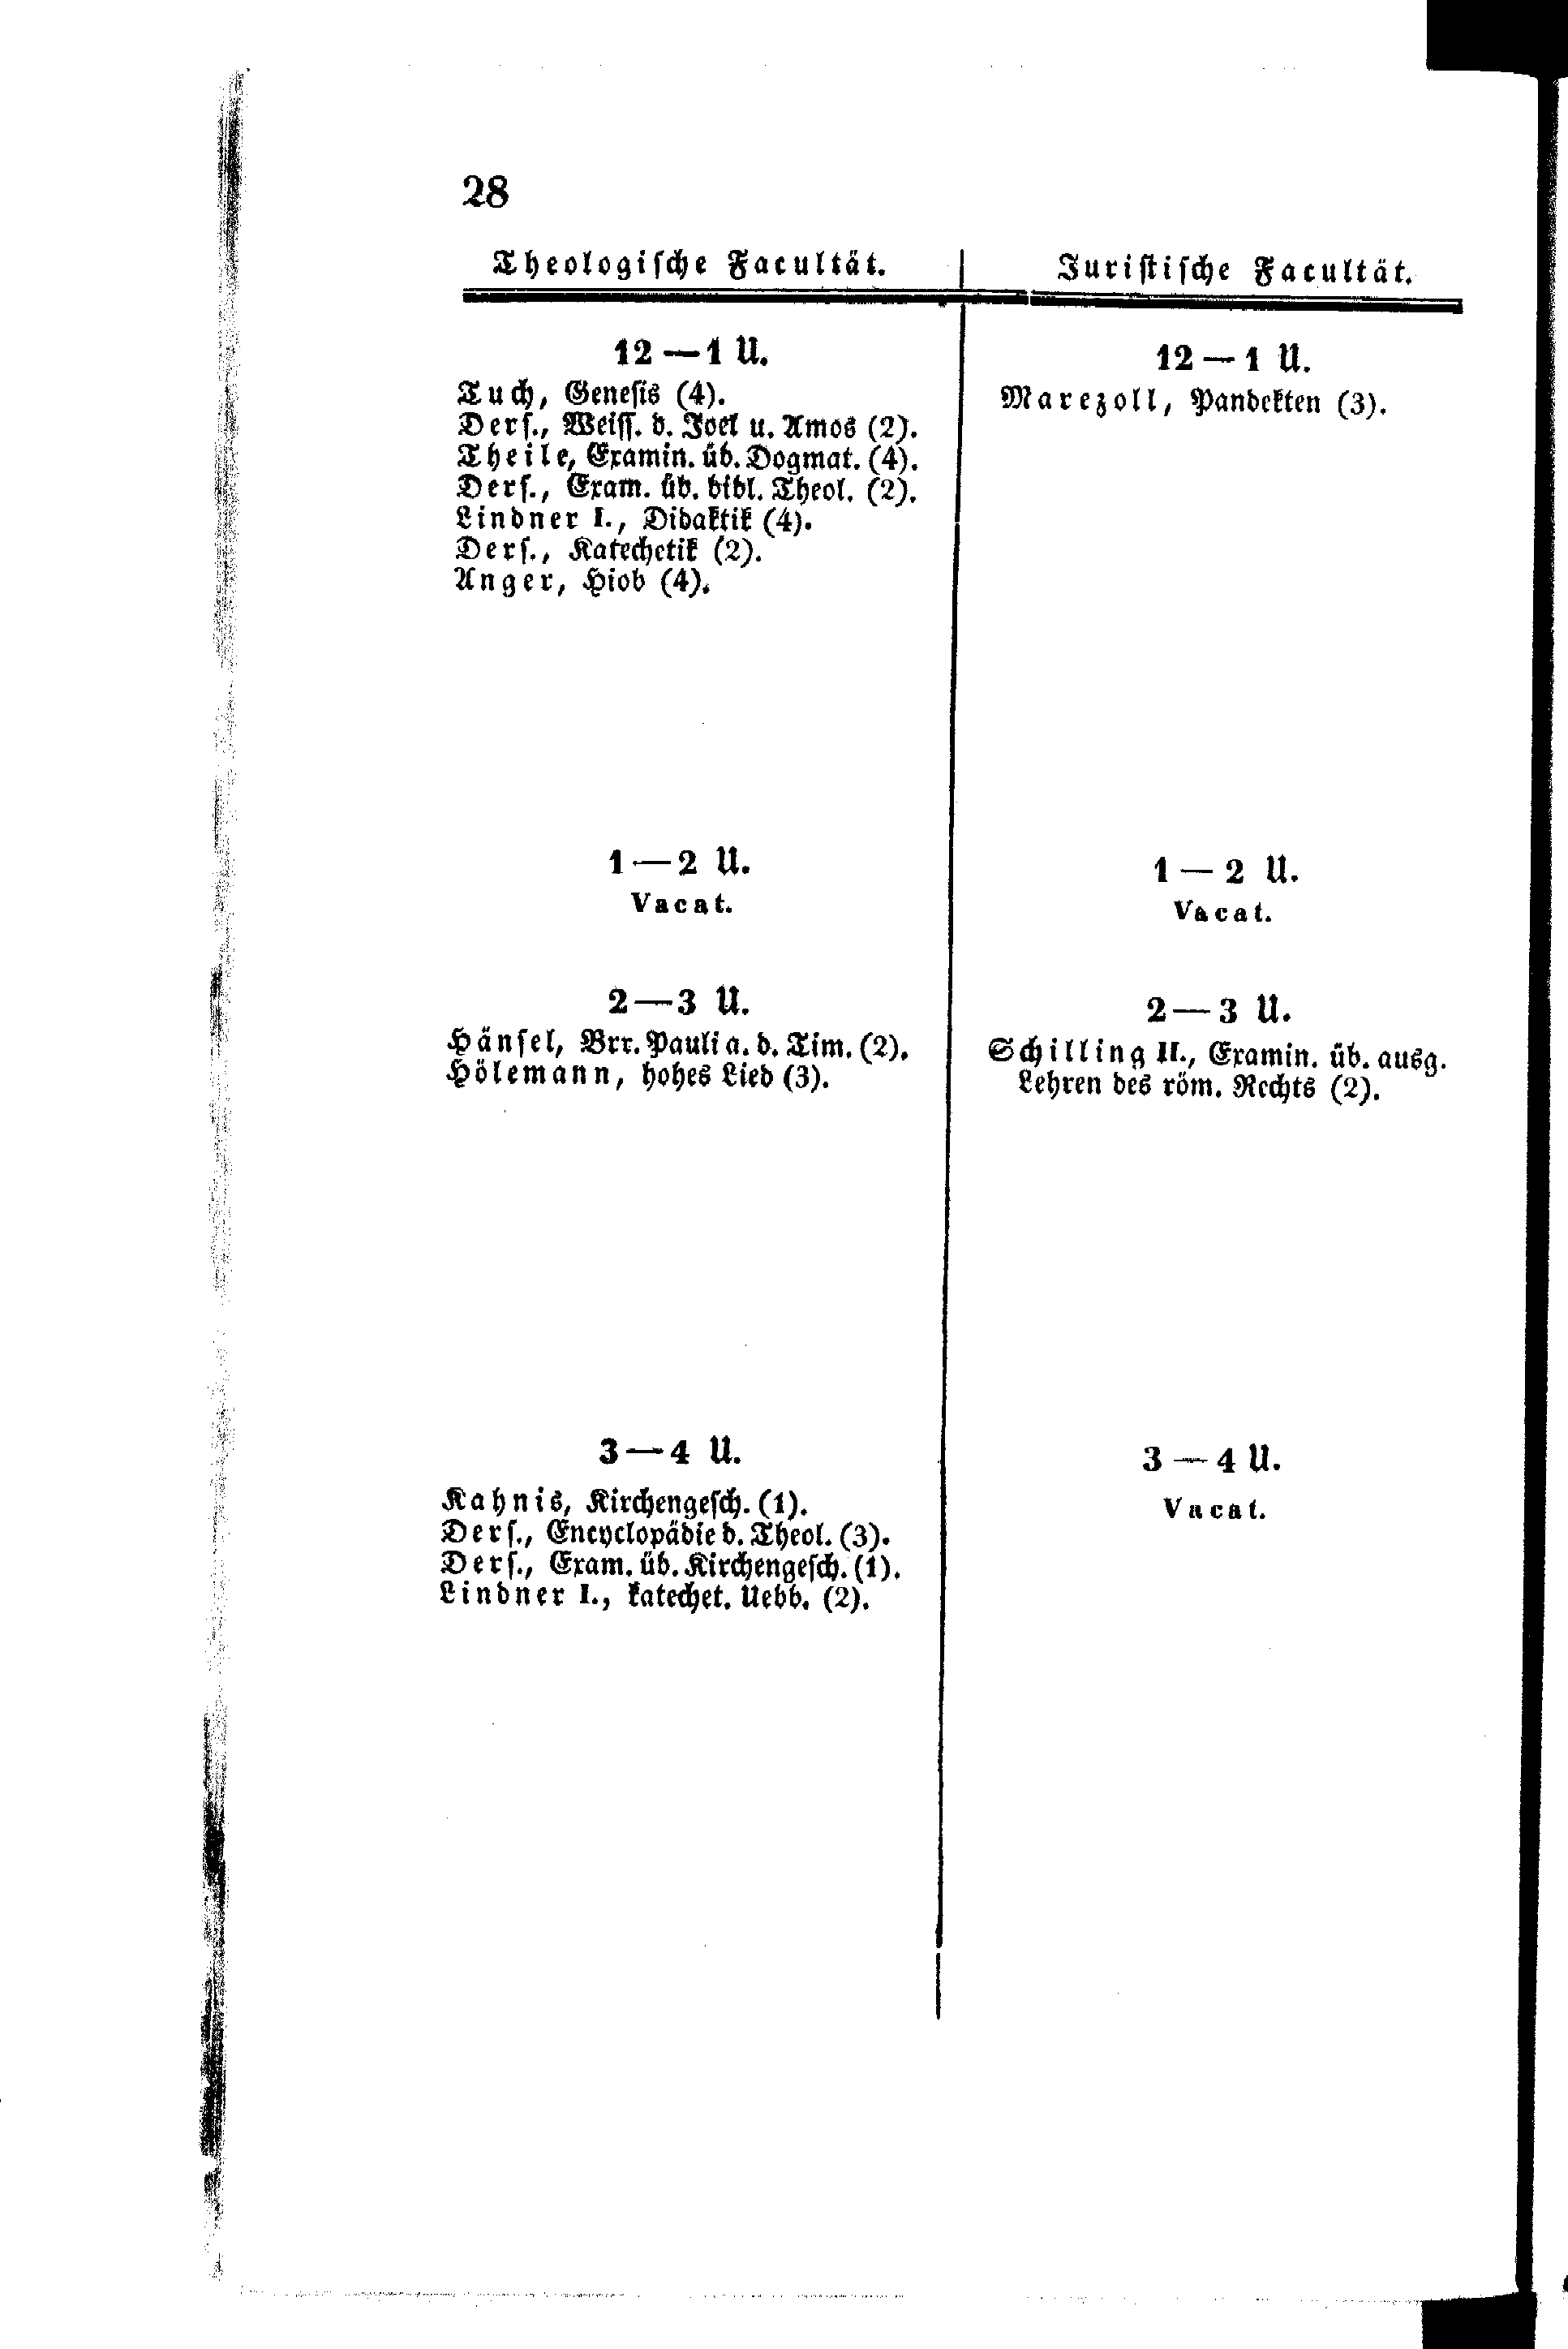 28
Theologische Facultät.
12 — 1 U.
Tuch, Genesis (4).
Ders., Weiss. d. Joel u. Amos (2).
Theile, Examin. üb. Dogmat. (4).
Ders., Exam. üb. bibl. Theol. (2).
Lindner I., Didaktik (4).
Ders., Katechetik (2).
Anger, Hiob (4).
1 — 2 U.
Vacat.
2 — 3 U.
Hänsel, Brr. Pauli a. d. Tim. (2).
Hölemann, hohes Lied (3).
3 — 4 U.
Kahnis, Kirchengesch. (1).
Ders., Encyclopädie d. Theol. (3).
Ders., Exam. üb. Kirchengesch. (1).
Lindner I., katechet. Uebb. (2).
Juristische Facultät.
12 — 1 U.
Marezoll, Pandekten (3).
1 — 2 U.
Vacat.
2 — 3 U.
Schilling II., Examin. üb. ausg.
Lehren des röm. Rechts (2).
3 — 4 U.
Vacat.